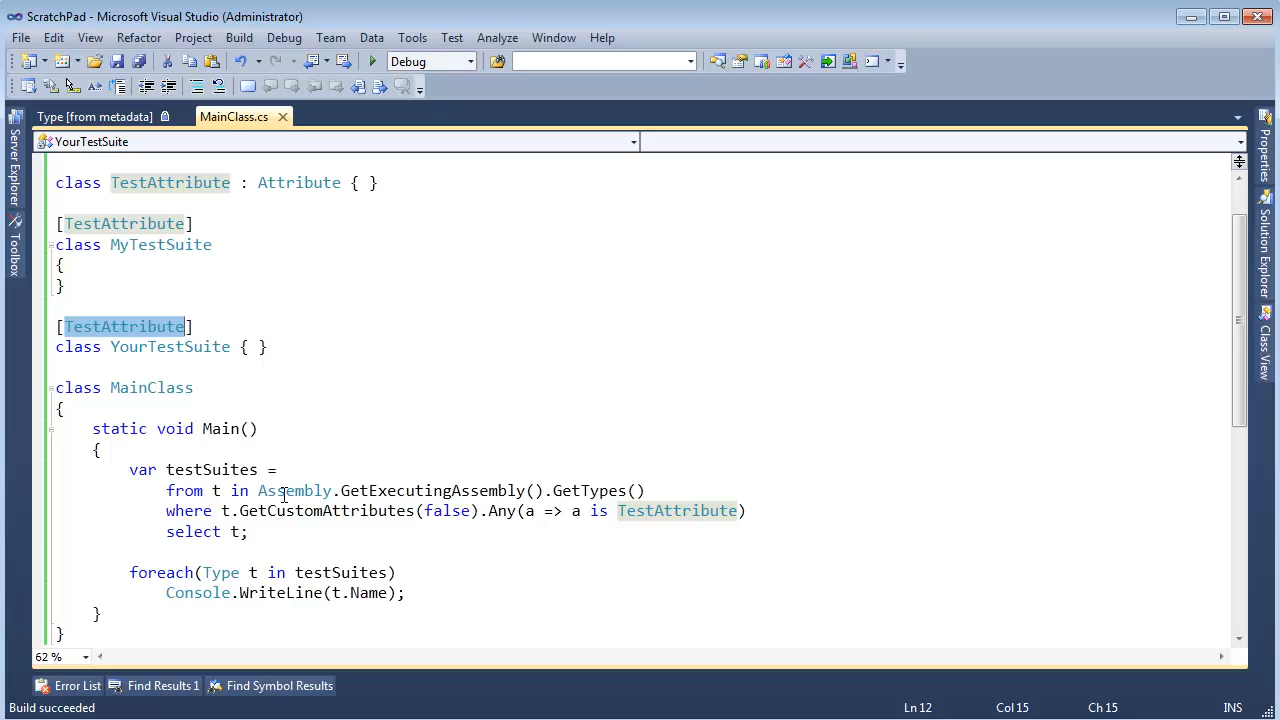 ScratchPad - Microsoft Visual Studio (Administrator)
File Edit View Refactor Project Build Debug Team Data Tools Test Analyze Window Help
Debug
Type [from metadata] MainClass.cs
YourTestSuite
class TestAttribute : Attribute { }
[TestAttribute]
class MyTestSuite
{
}
[TestAttribute]
class YourTestSuite { }
class MainClass
{
static void Main()
{
var testSuites =
from t in Assembly.GetExecutingAssembly().GetTypes()
where t.GetCustomAttributes(false).Any(a => a is TestAttribute)
select t;
foreach(Type t in testSuites)
Console.WriteLine(t.Name);
}
}
62 %
Error List Find Results 1 Find Symbol Results
Build succeeded Ln 12 Col 15 Ch 15 INS
Server Explorer
Toolbox
Properties
Solution Explorer
Class View